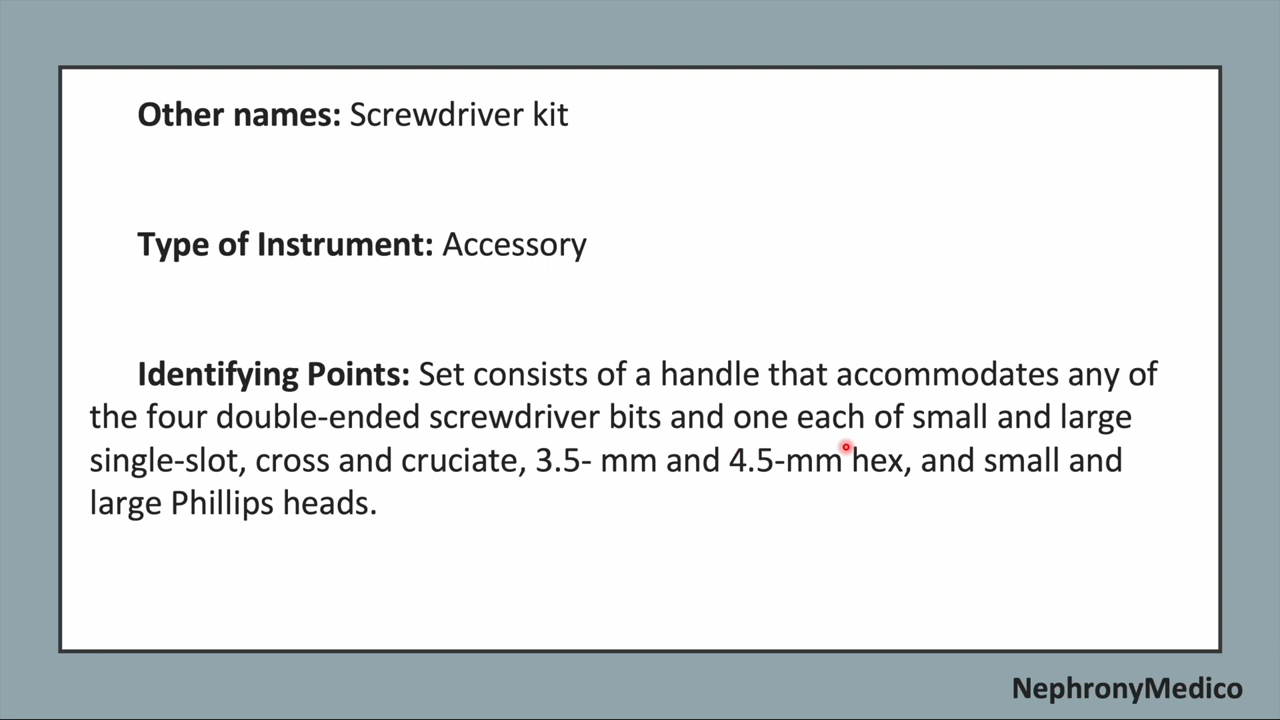 Other names: Screwdriver kit
Type of Instrument: Accessory
Identifying Points: Set consists of a handle that accommodates any of
the four double-ended screwdriver bits and one each of small and large
single-slot, cross and cruciate, 3.5- mm and 4.5-mm hex, and small and
large Phillips heads.
NephronyMedico